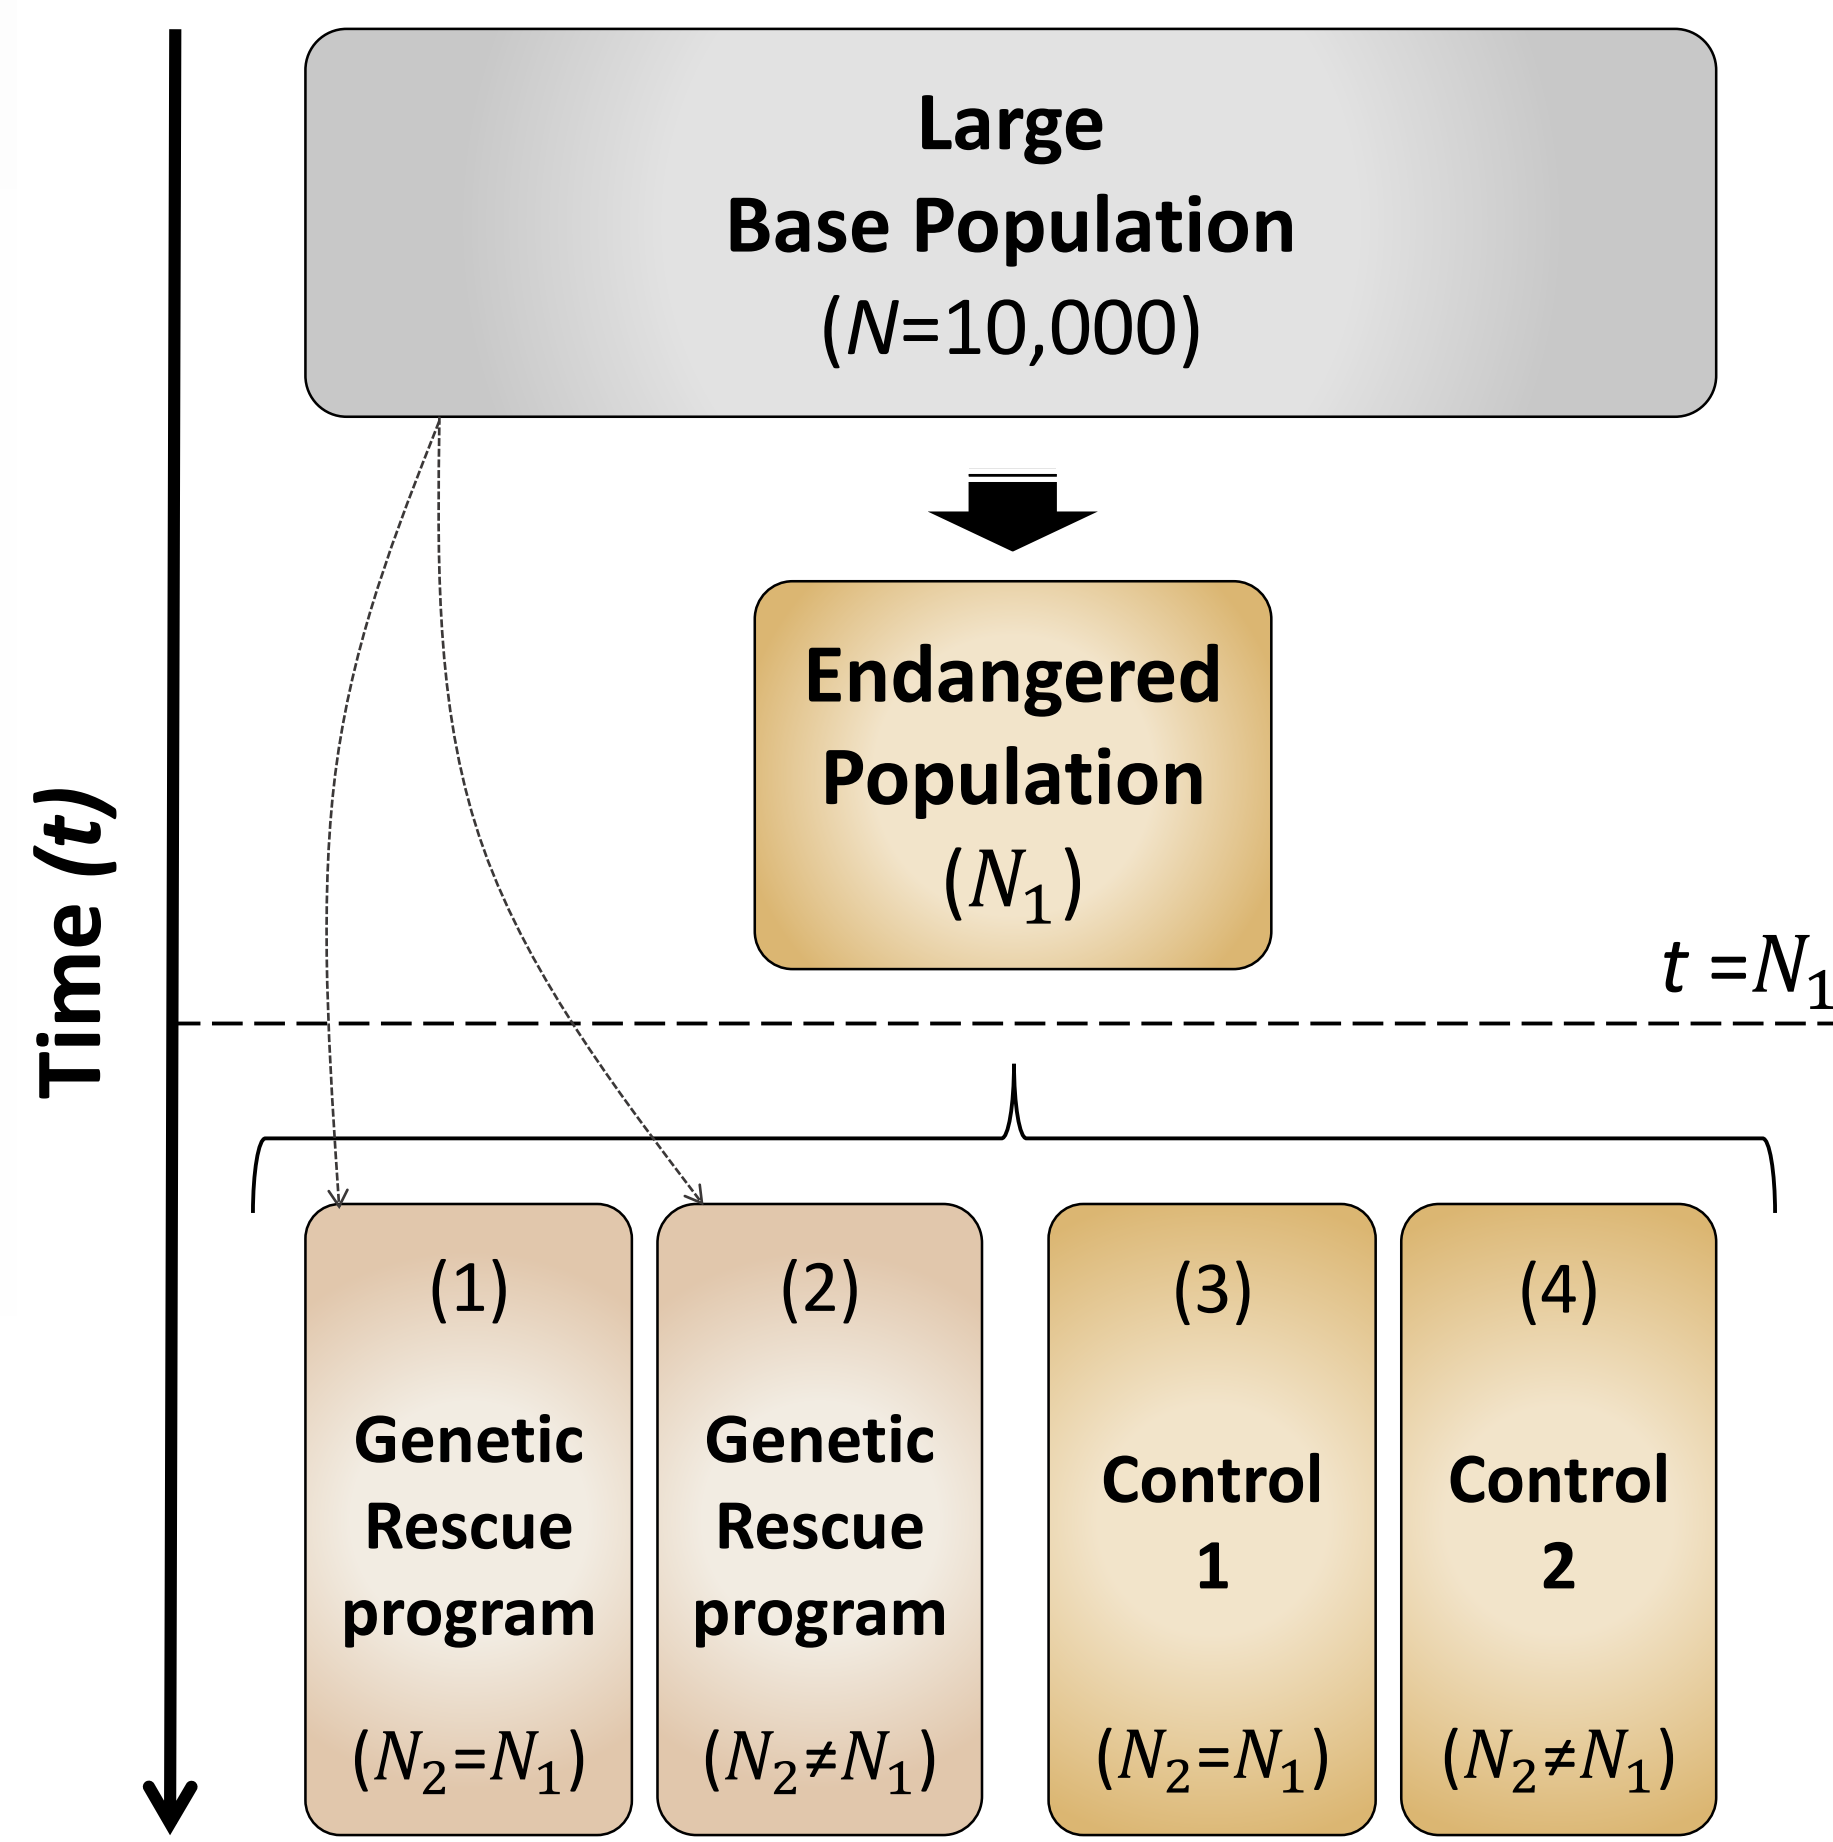 Large
Base Population
(N=10,000)
Endangered
Population
(N₁)
Time (t)
t =N₁
(1)
Genetic
Rescue
program
(N₂=N₁)
(2)
Genetic
Rescue
program
(N₂≠N₁)
(3)
Control
1
(N₂=N₁)
(4)
Control
2
(N₂≠N₁)